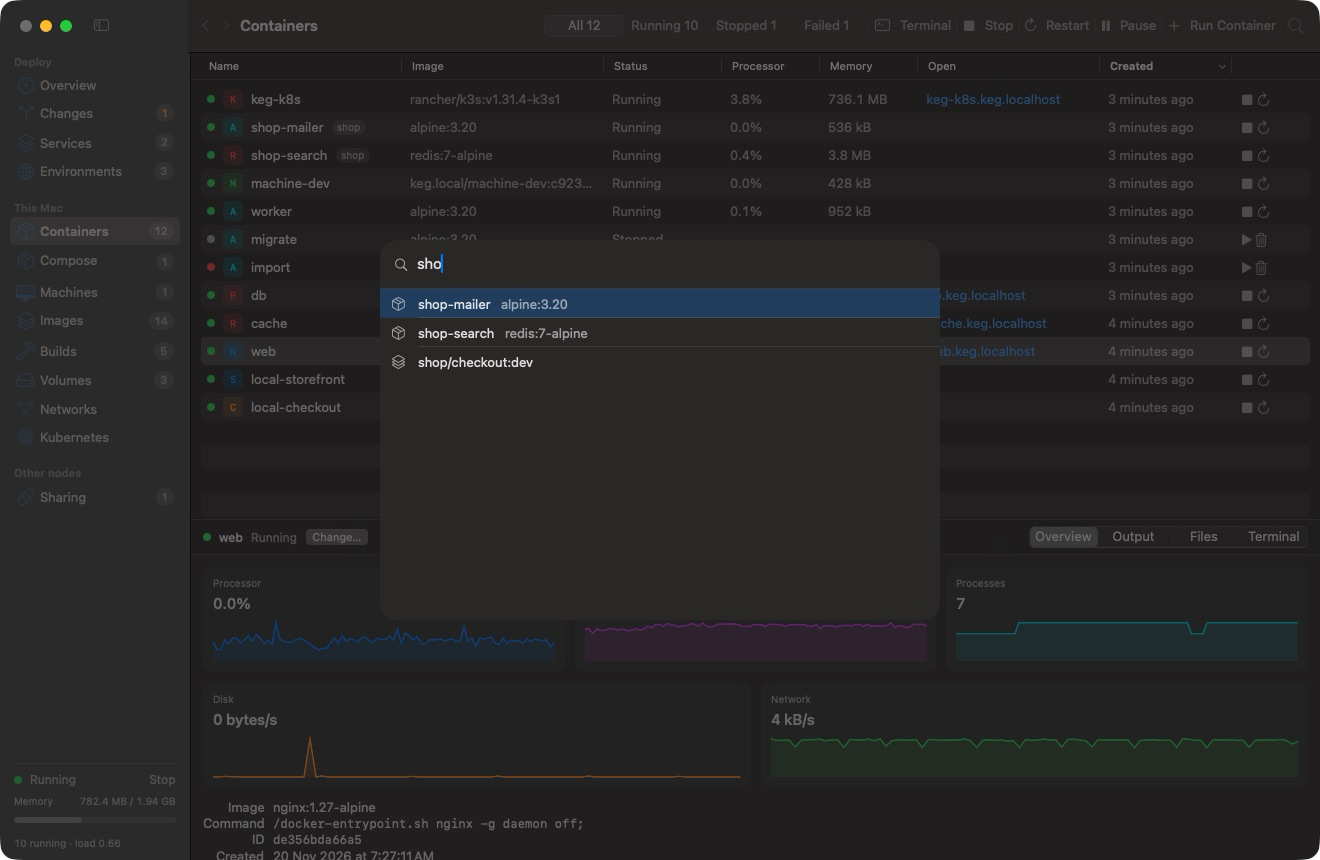 Containers
All 12 Running 10 Stopped 1 Failed 1 Terminal Stop Restart Pause Run Container
Deploy
Overview
Changes 1
Services 2
Environments 3
This Mac
Containers 12
Compose 1
Machines 1
Images 14
Builds 5
Volumes 3
Networks
Kubernetes
Other nodes
Sharing 1
Running Stop
Memory 782.4 MB / 1.94 GB
10 running · load 0.66
Name Image Status Processor Memory Open Created
K keg-k8s rancher/k3s:v1.31.4-k3s1 Running 3.8% 736.1 MB keg-k8s.keg.localhost 3 minutes ago
A shop-mailer shop alpine:3.20 Running 0.0% 536 kB 3 minutes ago
R shop-search shop redis:7-alpine Running 0.4% 3.8 MB 3 minutes ago
M machine-dev keg.local/machine-dev:c923... Running 0.0% 428 kB 3 minutes ago
A worker alpine:3.20 Running 0.1% 952 kB 3 minutes ago
A migrate alpine:3.20 Stopped 3 minutes ago
A import 3 minutes ago
P db .keg.localhost 3 minutes ago
R cache che.keg.localhost 4 minutes ago
N web eb.keg.localhost 4 minutes ago
S local-storefront 4 minutes ago
C local-checkout 4 minutes ago
sho
shop-mailer alpine:3.20
shop-search redis:7-alpine
shop/checkout:dev
web Running Change... Overview Output Files Terminal
Processor
0.0%
Processes
7
Disk
0 bytes/s
Network
4 kB/s
Image nginx:1.27-alpine
Command /docker-entrypoint.sh nginx -g daemon off;
ID de356bda66a5
Created 20 Nov 2026 at 7:27:11 AM